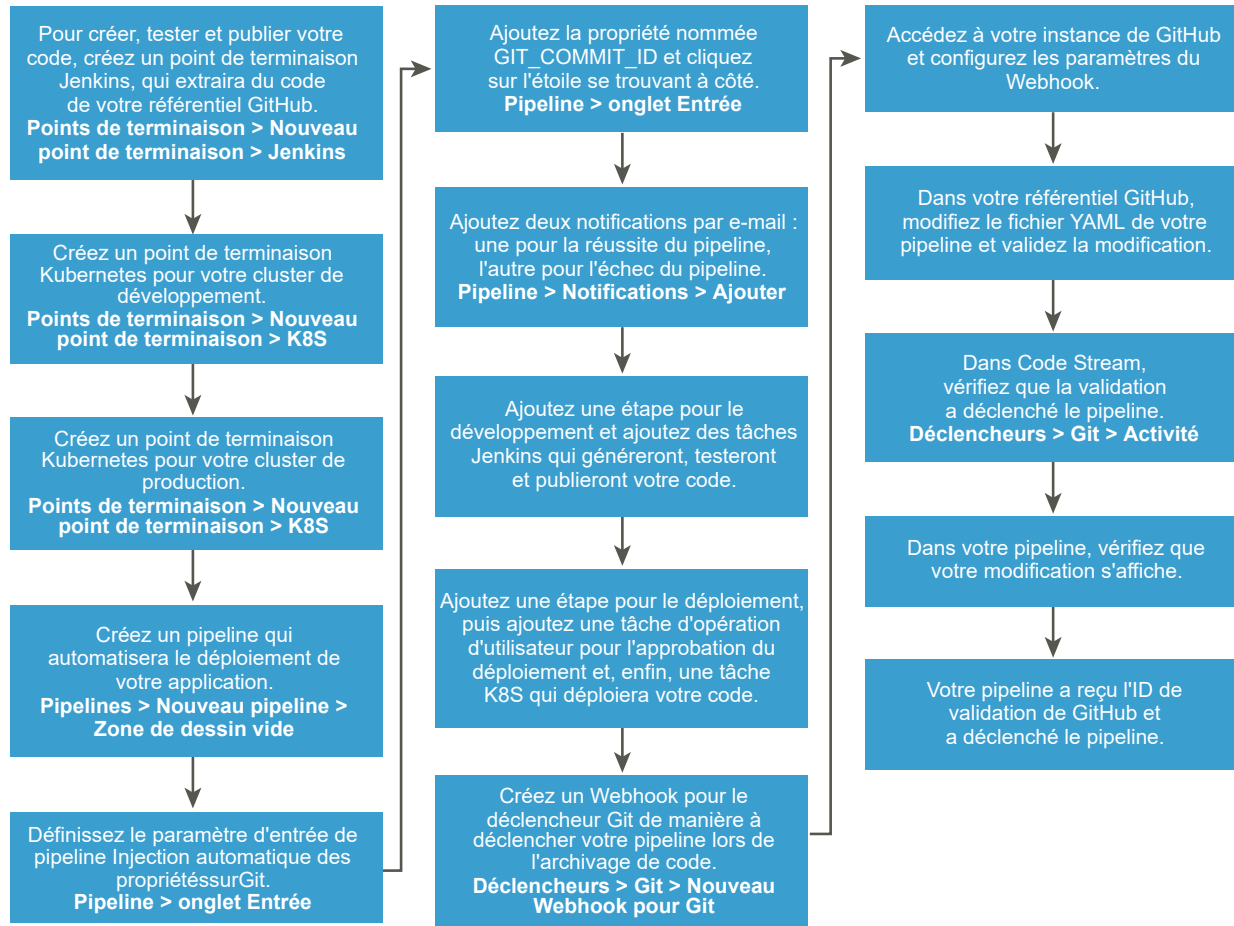 Pour créer, tester et publier votre
code, créez un point de terminaison
Jenkins, qui extraira du code
de votre référentiel GitHub.
Points de terminaison > Nouveau
point de terminaison > Jenkins
Créez un point de terminaison
Kubernetes pour votre cluster de
développement.
Points de terminaison > Nouveau
point de terminaison > K8S
Créez un point de terminaison
Kubernetes pour votre cluster de
production.
Points de terminaison > Nouveau
point de terminaison > K8S
Créez un pipeline qui
automatisera le déploiement de
votre application.
Pipelines > Nouveau pipeline >
Zone de dessin vide
Définissez le paramètre d'entrée de
pipeline Injection automatique des
propriétéssurGit.
Pipeline > onglet Entrée
Ajoutez la propriété nommée
GIT_COMMIT_ID et cliquez
sur l'étoile se trouvant à côté.
Pipeline > onglet Entrée
Ajoutez deux notifications par e-mail :
une pour la réussite du pipeline,
l'autre pour l'échec du pipeline.
Pipeline > Notifications > Ajouter
Ajoutez une étape pour le
développement et ajoutez des tâches
Jenkins qui généreront, testeront
et publieront votre code.
Ajoutez une étape pour le déploiement,
puis ajoutez une tâche d'opération
d'utilisateur pour l'approbation du
déploiement et, enfin, une tâche
K8S qui déploiera votre code.
Créez un Webhook pour le
déclencheur Git de manière à
déclencher votre pipeline lors de
l'archivage de code.
Déclencheurs > Git > Nouveau
Webhook pour Git
Accédez à votre instance de GitHub
et configurez les paramètres du
Webhook.
Dans votre référentiel GitHub,
modifiez le fichier YAML de votre
pipeline et validez la modification.
Dans Code Stream,
vérifiez que la validation
a déclenché le pipeline.
Déclencheurs > Git > Activité
Dans votre pipeline, vérifiez que
votre modification s'affiche.
Votre pipeline a reçu l'ID de
validation de GitHub et
a déclenché le pipeline.